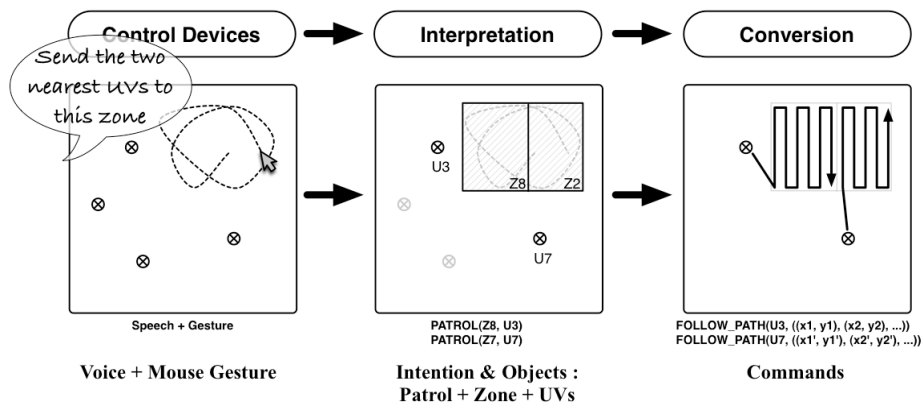 Control Devices
Interpretation
Conversion
Send the two
nearest UVs to
this zone
U3
Z8
Z2
U7
Speech + Gesture
PATROL(Z8, U3)
PATROL(Z7, U7)
FOLLOW_PATH(U3, ((x1, y1), (x2, y2), ...))
FOLLOW_PATH(U7, ((x1', y1'), (x2', y2'), ...))
Voice + Mouse Gesture
Intention & Objects :
Patrol + Zone + UVs
Commands